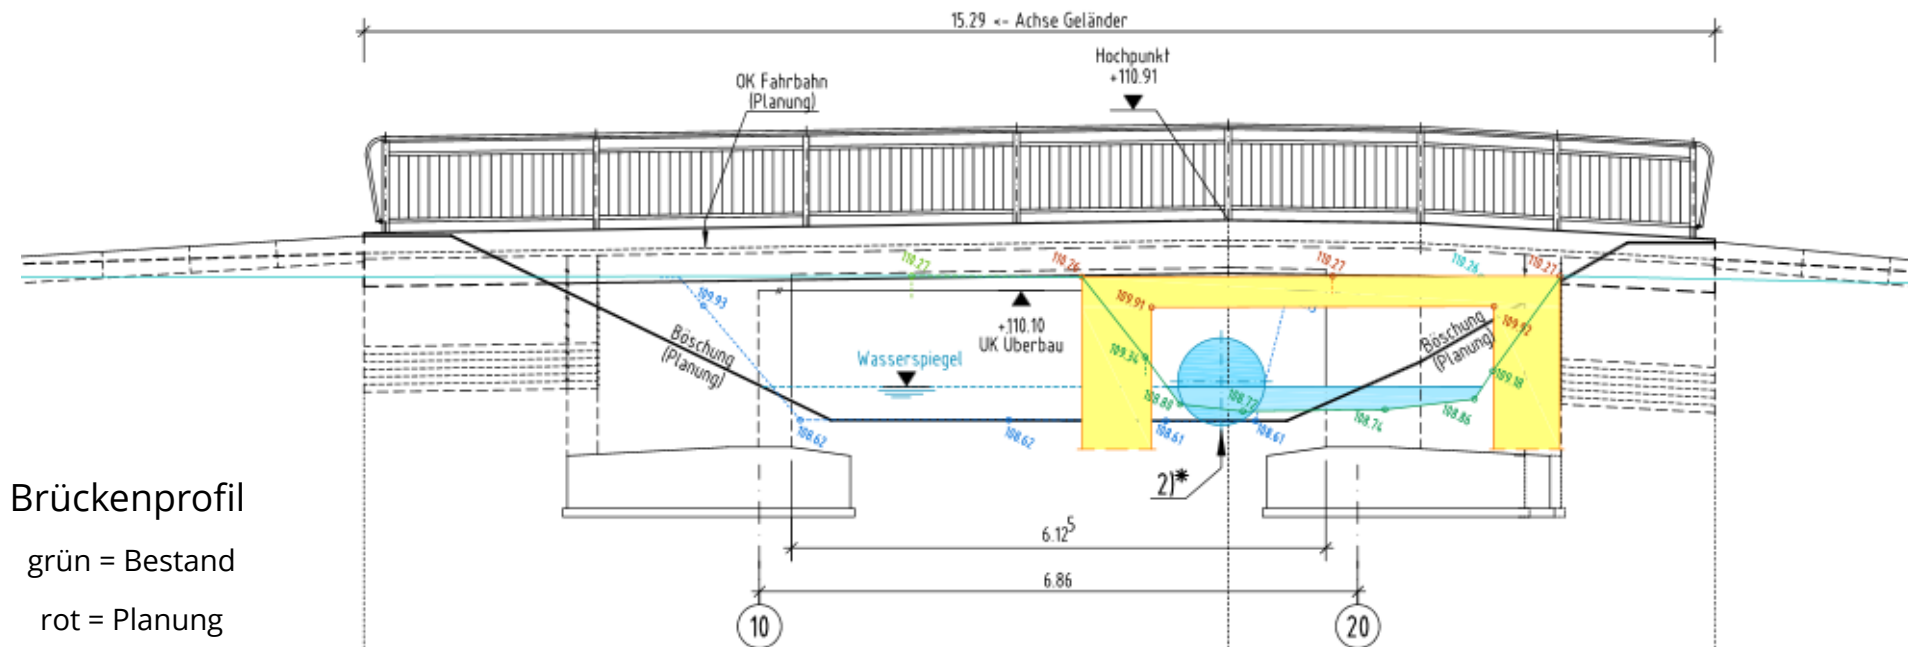 15.29 <- Achse Geländer
Hochpunkt
+110.91
OK Fahrbahn
(Planung)
110.27
110.26
110.27
110.26
110.27
109.93
109.91
109.92
+110.10
UK Überbau
Böschung
(Planung)
Böschung
(Planung)
Wasserspiegel
109.34
109.18
108.80
108.72
108.74
108.86
108.62
108.62
108.61
108.61
2)*
Brückenprofil
grün = Bestand
rot = Planung
6.12⁵
6.86
10
20